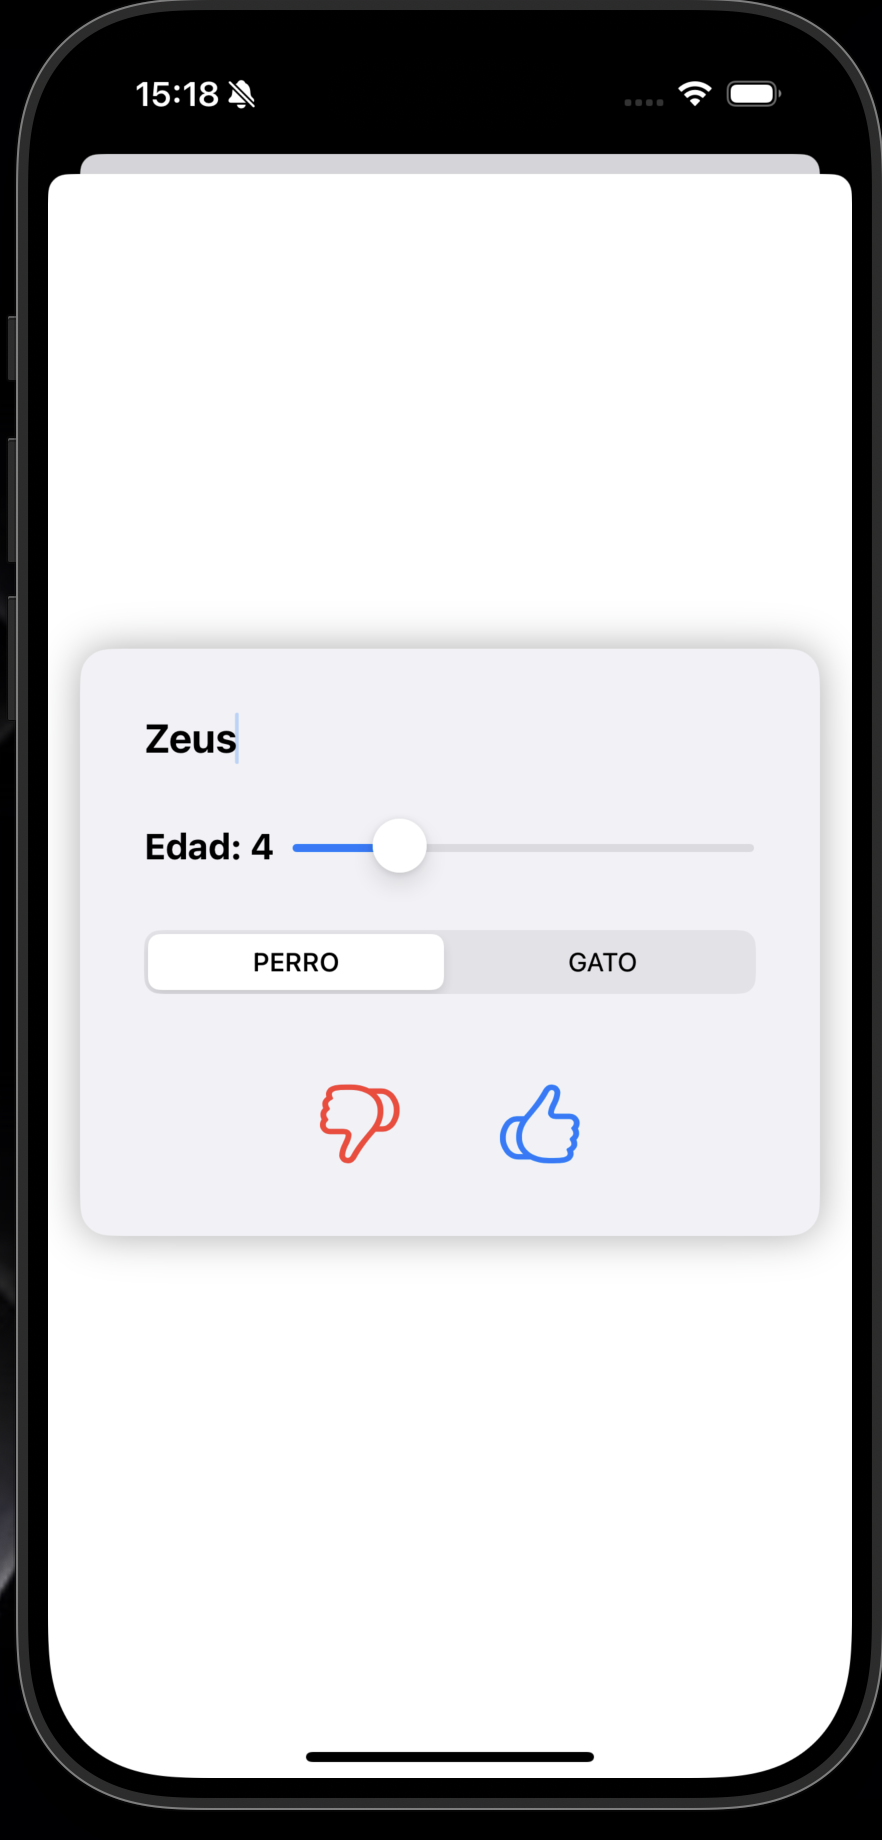 15:18
Zeus
Edad: 4
PERRO GATO